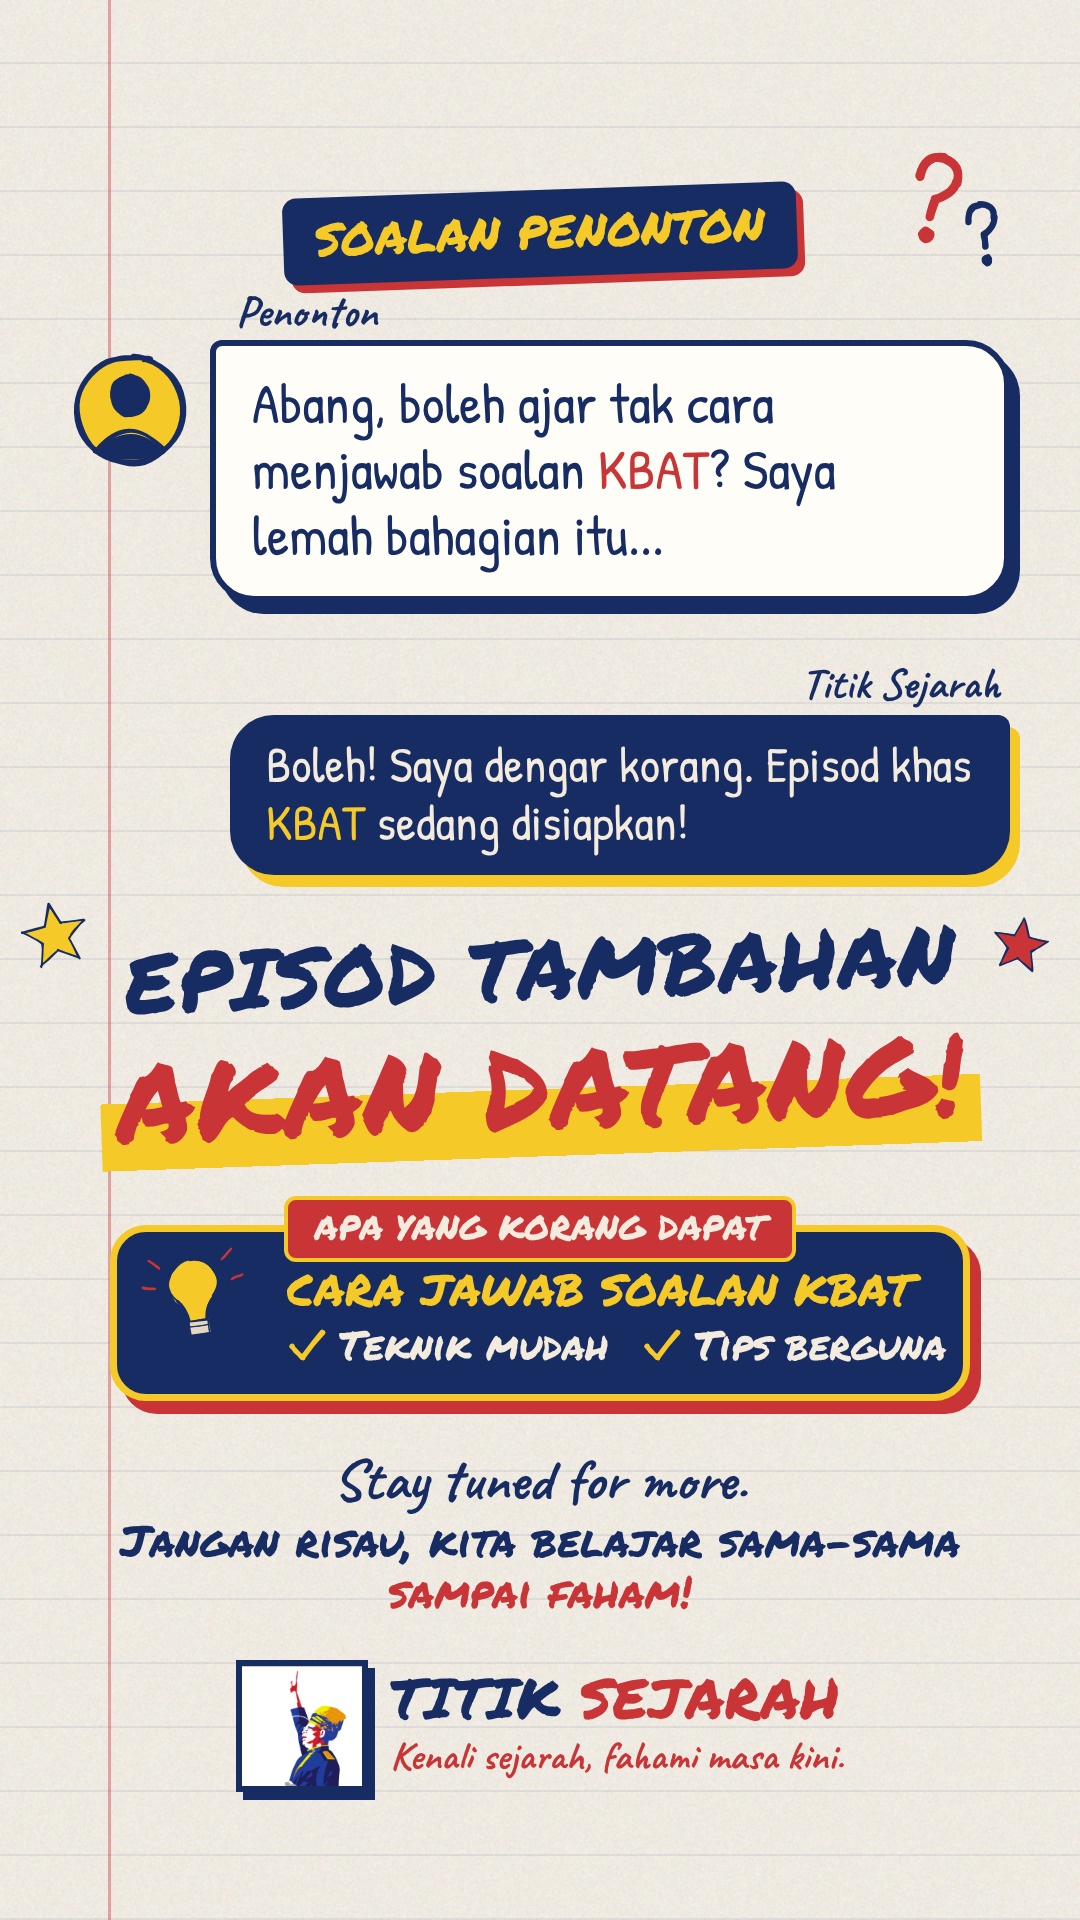 SOALAN PENONTON
Penonton
Abang, boleh ajar tak cara
menjawab soalan KBAT? Saya
lemah bahagian itu...
Titik Sejarah
Boleh! Saya dengar korang. Episod khas
KBAT sedang disiapkan!
EPISOD TAMBAHAN
AKAN DATANG!
APA YANG KORANG DAPAT
CARA JAWAB SOALAN KBAT
✓ TEKNIK MUDAH ✓ TIPS BERGUNA
Stay tuned for more.
JANGAN RISAU, KITA BELAJAR SAMA-SAMA
SAMPAI FAHAM!
TITIK SEJARAH
Kenali sejarah, fahami masa kini.